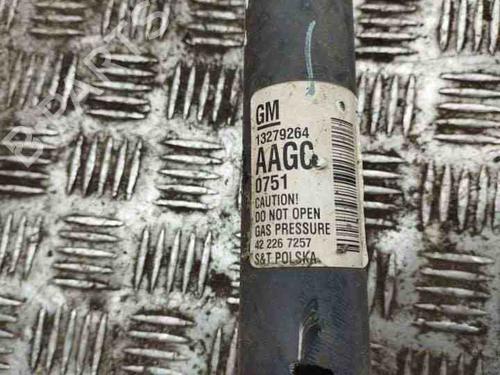 GM
13279264
AAGC
0751
CAUTION!
DO NOT OPEN
GAS PRESSURE
42 226 7257
S&T POLSKA